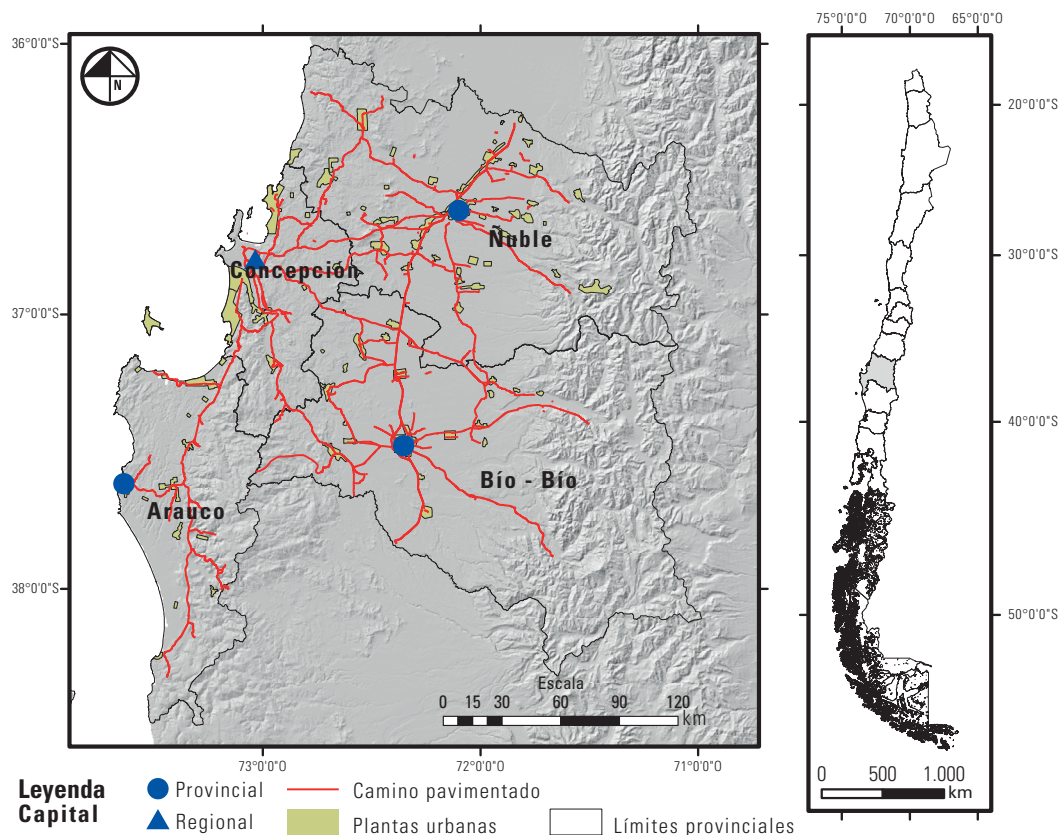 75°0'0"O 70°0'0"O 65°0'0"O
36°0'0"S
N
20°0'0"S
Ñuble
Concepción
30°0'0"S
37°0'0"S
40°0'0"S
Bío - Bío
Arauco
38°0'0"S
50°0'0"S
Escala
0 15 30 60 90 120
km
73°0'0"O 72°0'0"O 71°0'0"O
0 500 1.000
km
Leyenda
Capital
Provincial
Regional
Camino pavimentado
Plantas urbanas
Límites provinciales